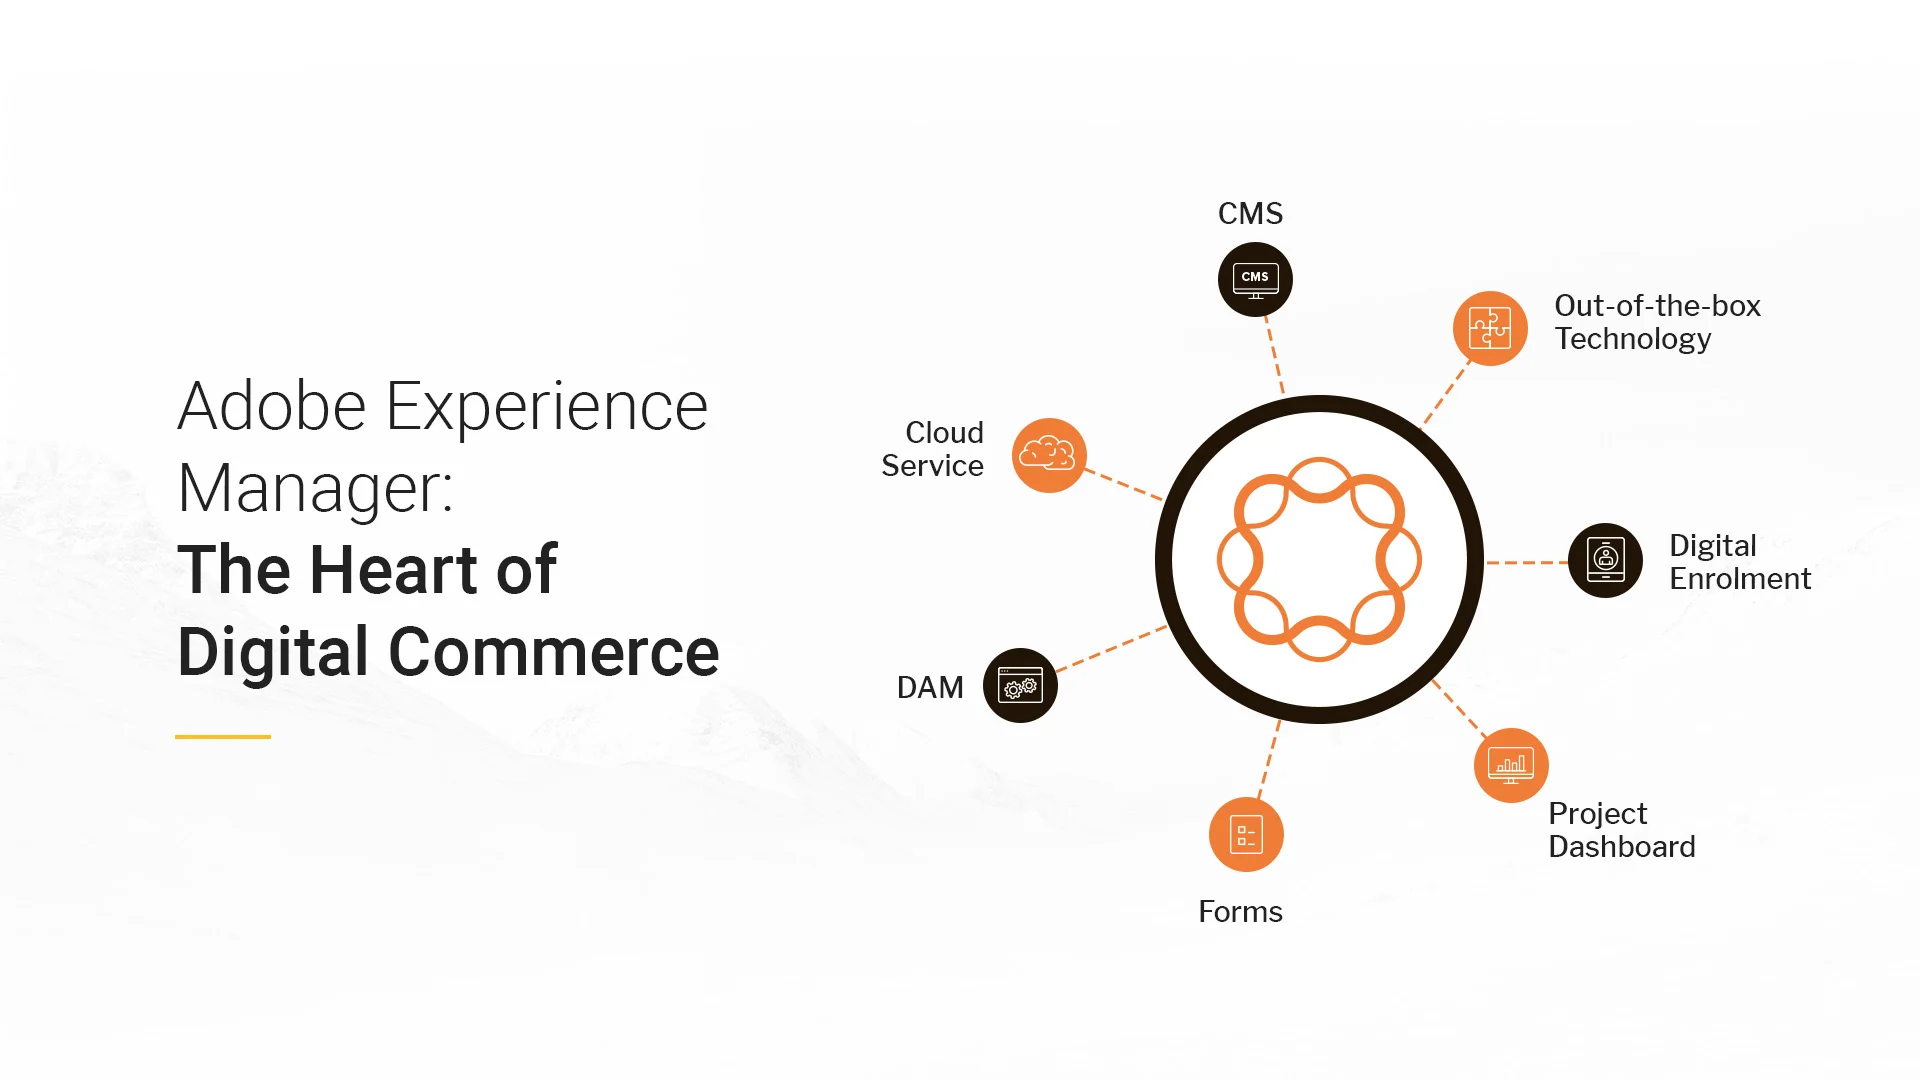 Adobe Experience
Manager:
The Heart of
Digital Commerce
CMS
CMS
Out-of-the-box
Technology
Cloud
Service
Digital
Enrolment
DAM
Project
Dashboard
Forms